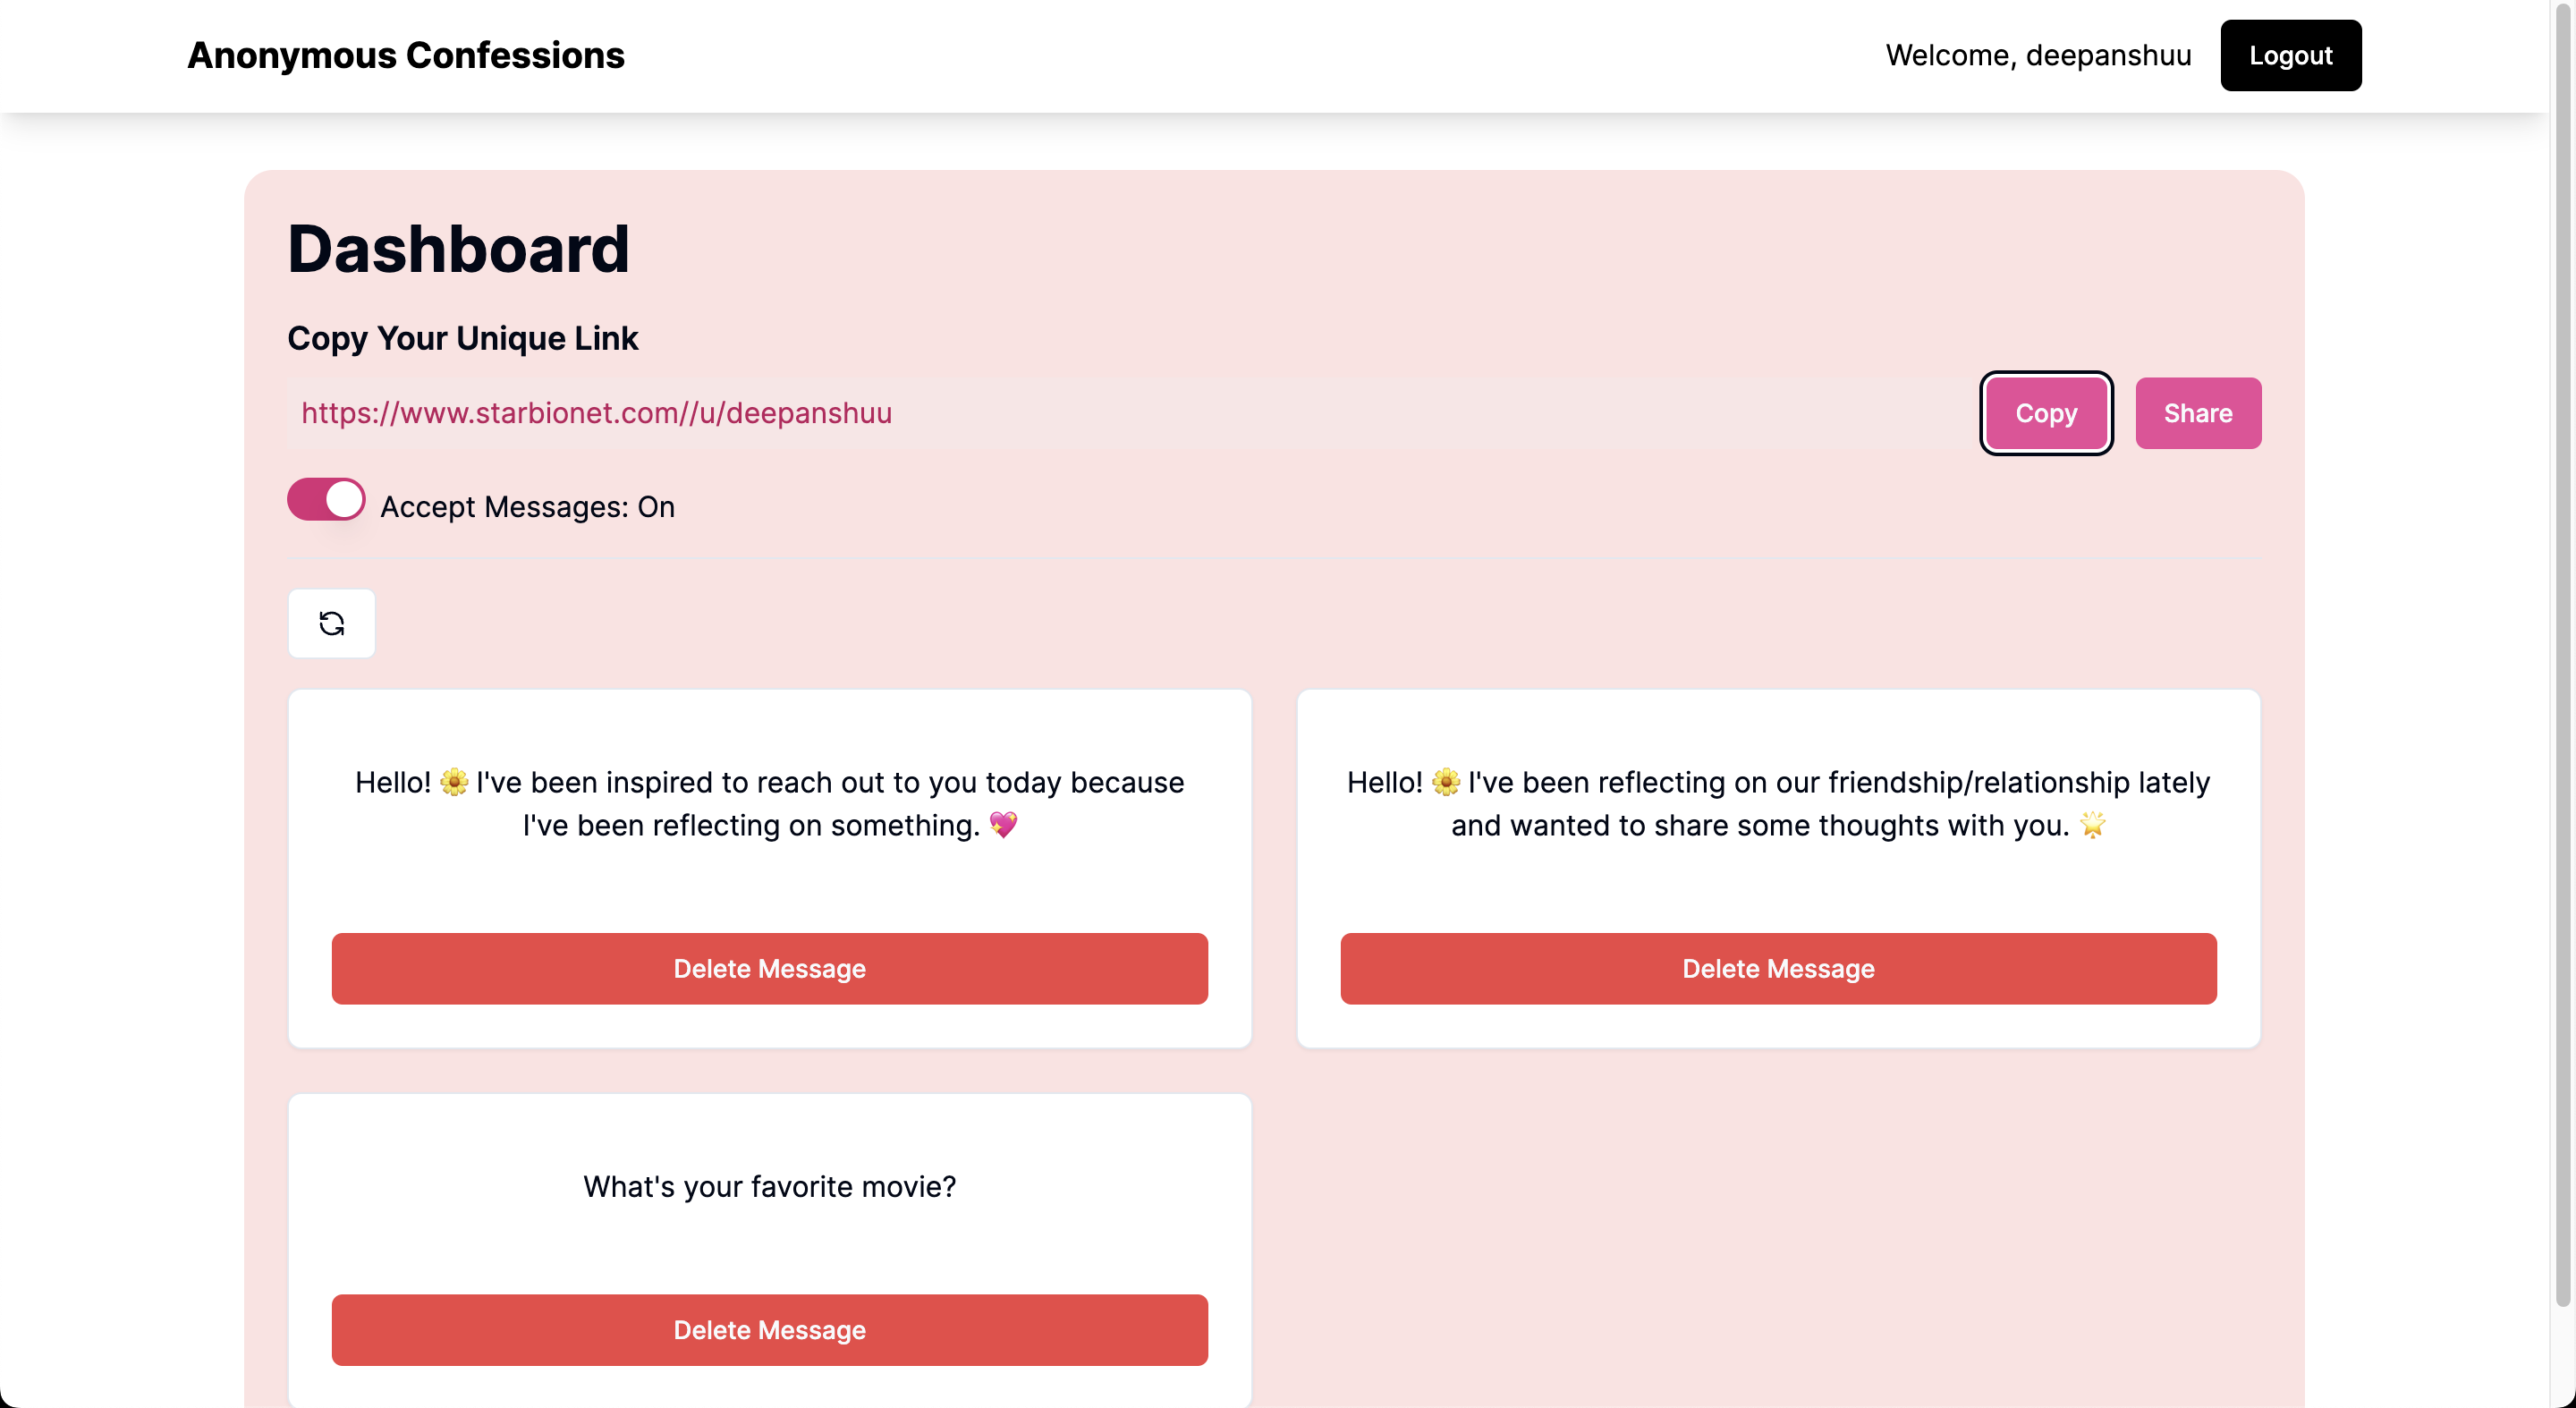 Anonymous Confessions
Welcome, deepanshuu
Logout
Dashboard
Copy Your Unique Link
https://www.starbionet.com//u/deepanshuu
Copy
Share
Accept Messages: On
Hello! 🌼 I've been inspired to reach out to you today because
I've been reflecting on something. 💖
Delete Message
Hello! 🌼 I've been reflecting on our friendship/relationship lately
and wanted to share some thoughts with you. 🌟
Delete Message
What's your favorite movie?
Delete Message